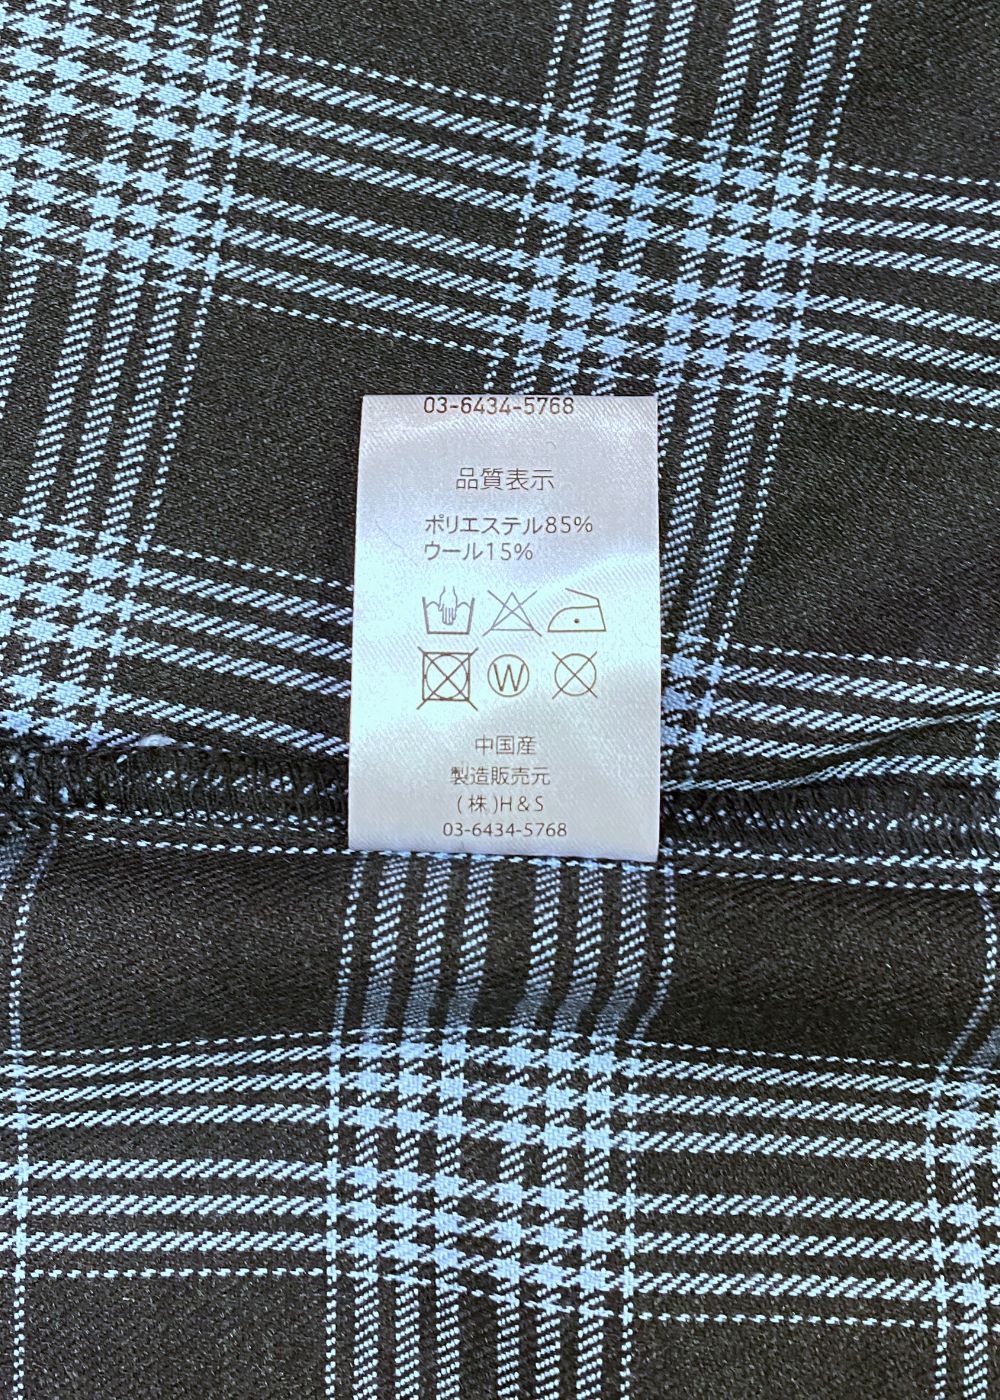 03-6434-5768
品質表示
ポリエステル85%
ウール15%
W
中国産
製造販売元
(株)H&S
03-6434-5768